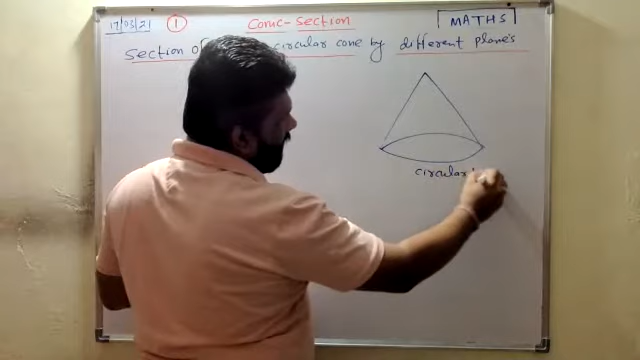 17/03/21 1 Conic-Section MATHS
Section of circular cone by different plane's
circular